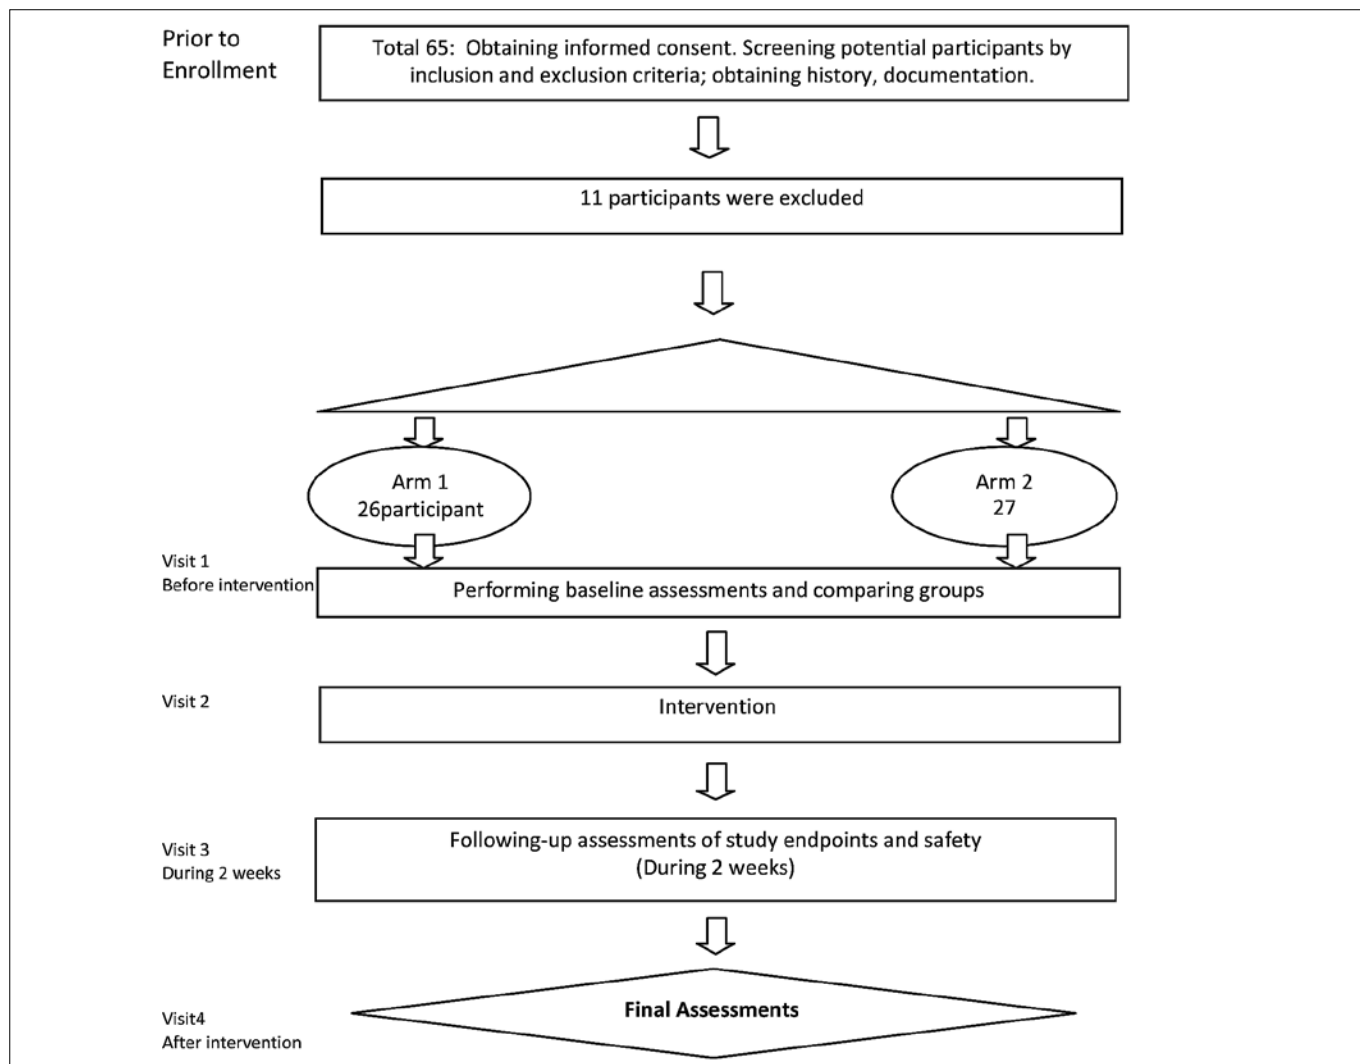 Prior to
Enrollment
Total 65:  Obtaining informed consent. Screening potential participants by
inclusion and exclusion criteria; obtaining history, documentation.
11 participants were excluded
Arm 1
26participant
Arm 2
27
Visit 1
Before intervention
Performing baseline assessments and comparing groups
Visit 2
Intervention
Visit 3
During 2 weeks
Following-up assessments of study endpoints and safety
(During 2 weeks)
Visit4
After intervention
Final Assessments